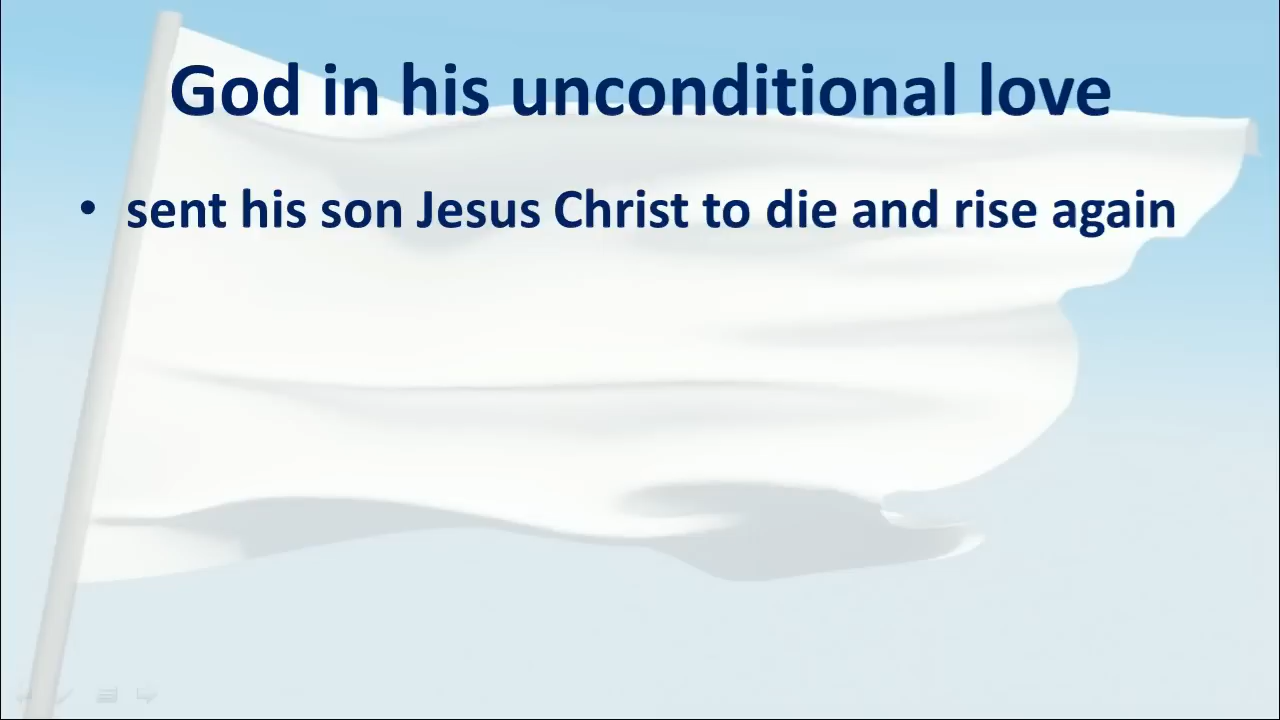 God in his unconditional love
• sent his son Jesus Christ to die and rise again